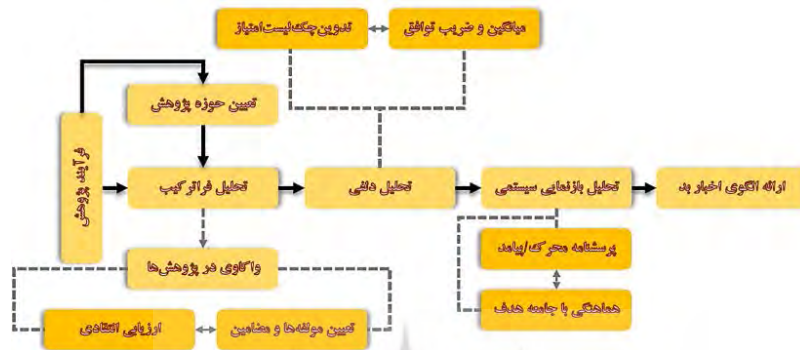 تدوین چک‌لیست امتیاز
میانگین و ضریب توافق
تعیین حوزه پژوهش
فرآیند پژوهش
تحلیل فراترکیب
تحلیل دلفی
تحلیل بازنمایی سیستمی
ارائه الگوی اخبار بد
واکاوی در پژوهش‌ها
پرسشنامه محرک/پیامد
ارزیابی انتقادی
تعیین مولفه‌ها و مضامین
هماهنگی با جامعه هدف